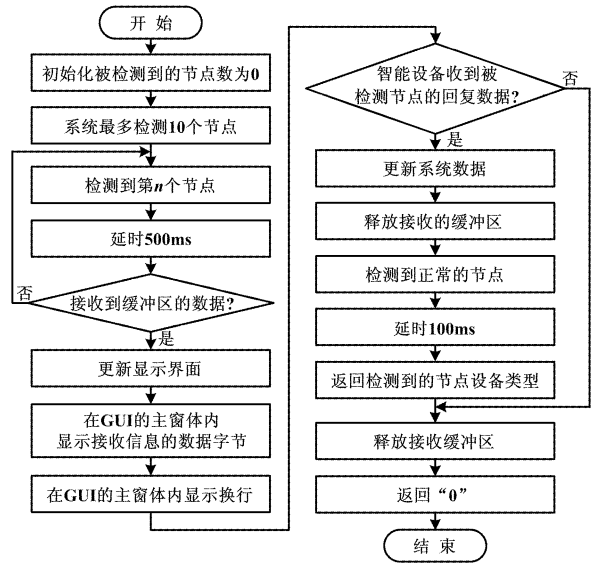 开 始
初始化被检测到的节点数为0
系统最多检测10个节点
检测到第n个节点
延时500ms
接收到缓冲区的数据?
否
是
更新显示界面
在GUI的主窗体内
显示接收信息的数据字节
在GUI的主窗体内显示换行
智能设备收到被
检测节点的回复数据?
否
是
更新系统数据
释放接收的缓冲区
检测到正常的节点
延时100ms
返回检测到的节点设备类型
释放接收缓冲区
返回“0”
结 束